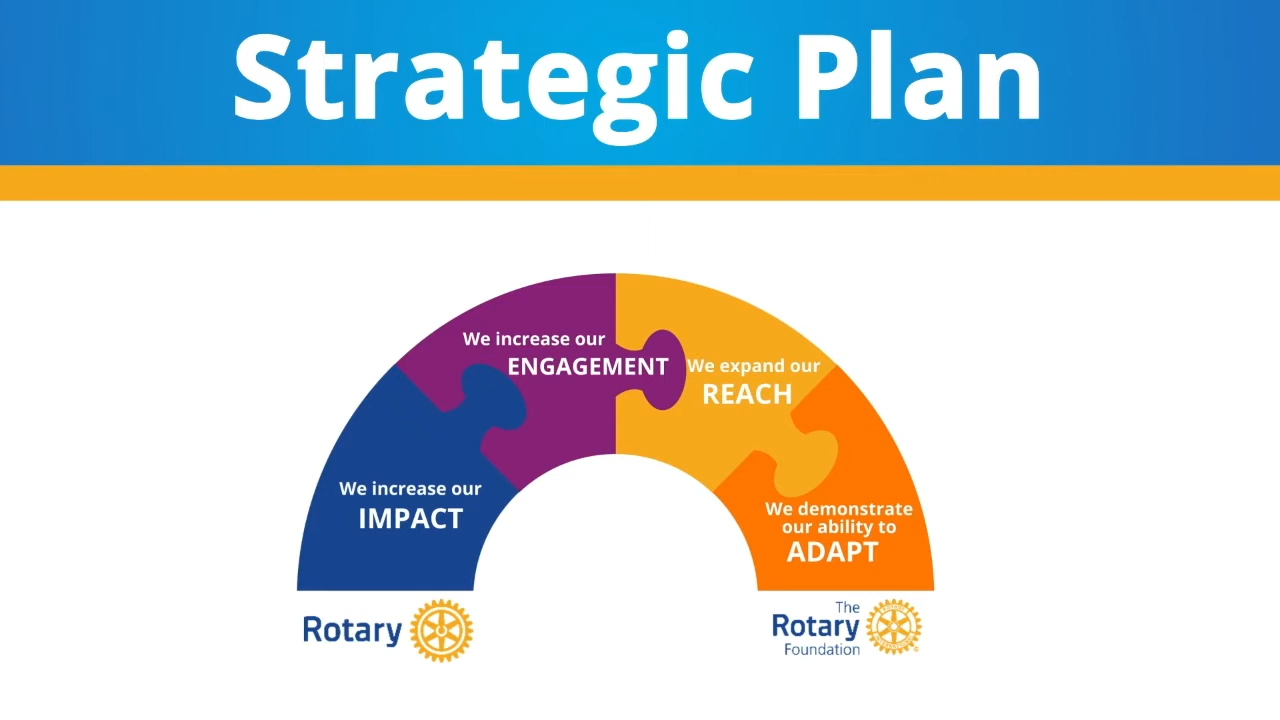 Strategic Plan
We increase our
ENGAGEMENT
We expand our
REACH
We increase our
IMPACT
We demonstrate
our ability to
ADAPT
Rotary
The
Rotary
Foundation